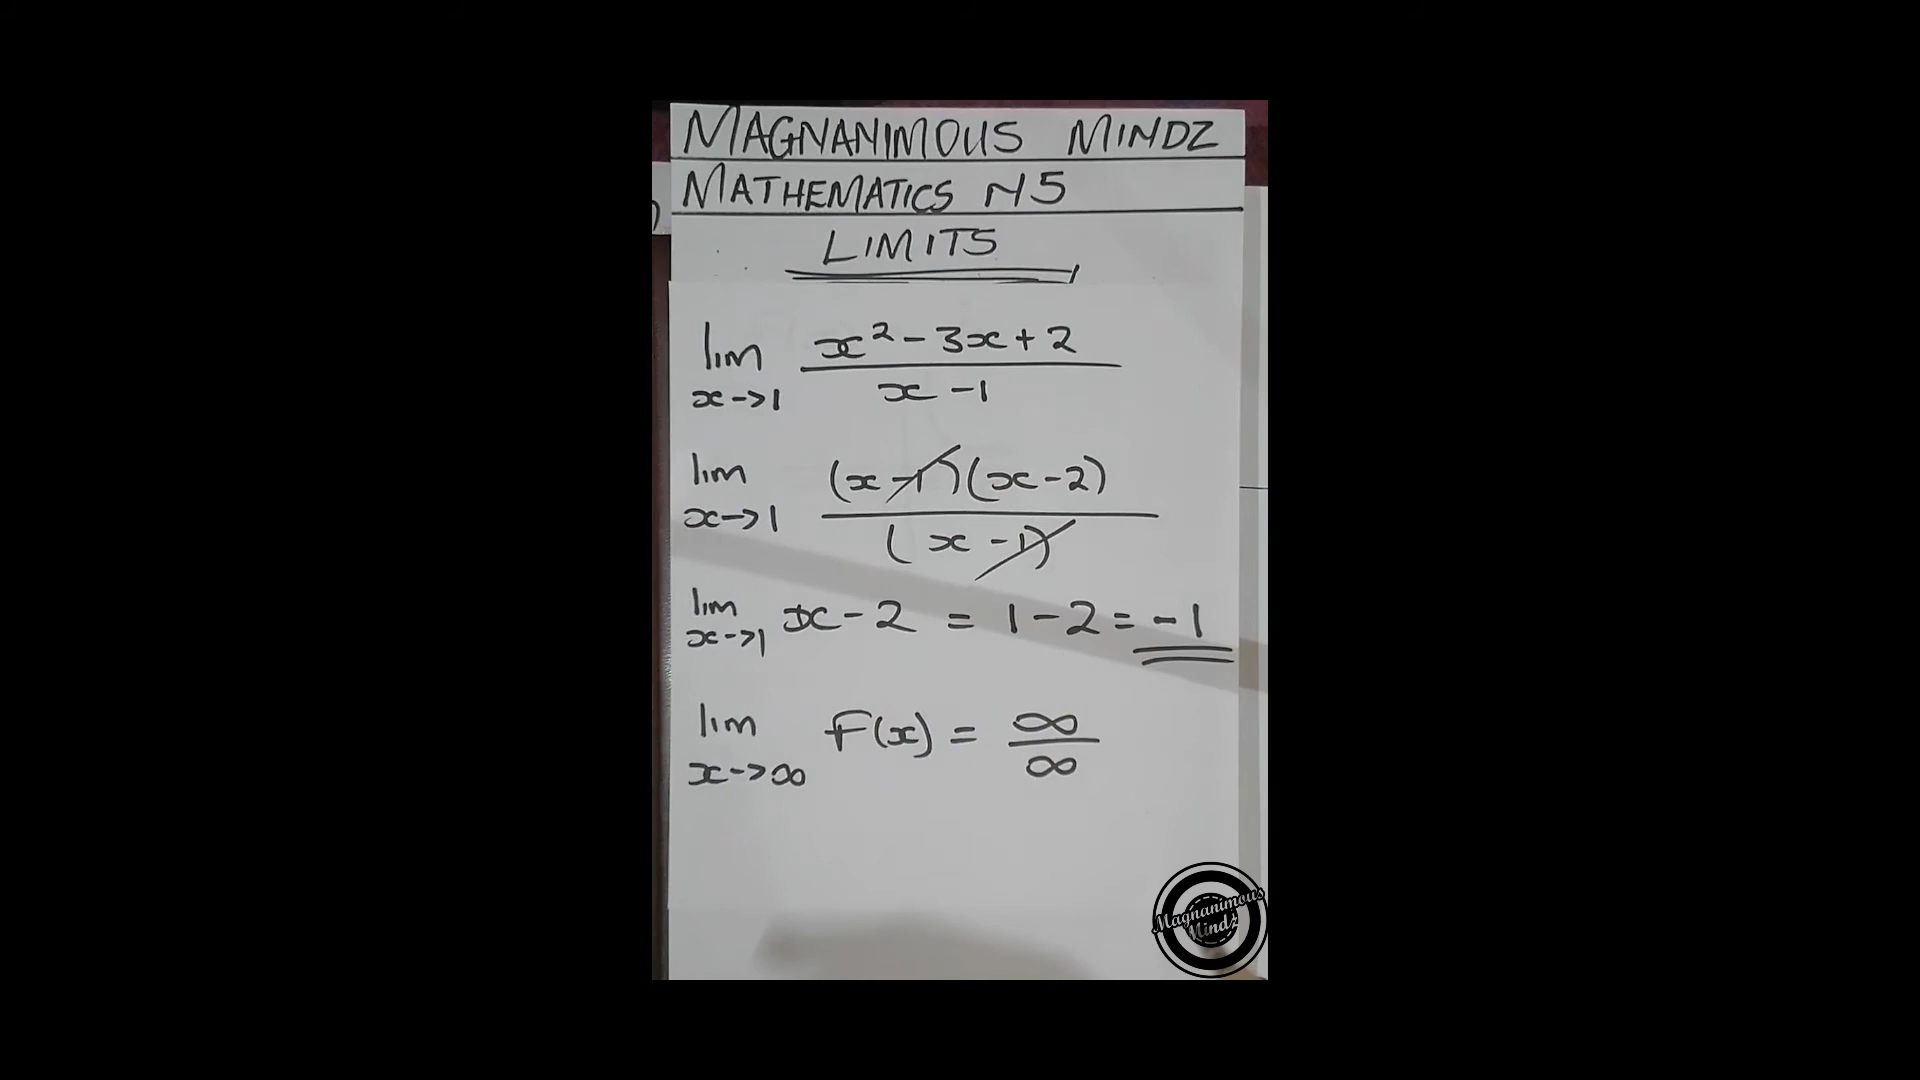 MAGNANIMOUS MINDZ
MATHEMATICS N5
LIMITS
lim x->1 x² - 3x + 2 / x - 1
lim x->1 (x - 1)(x - 2) / (x - 1)
lim x->1 x - 2 = 1 - 2 = -1
lim x->∞ F(x) = ∞ / ∞
Magnanimous
Mindz